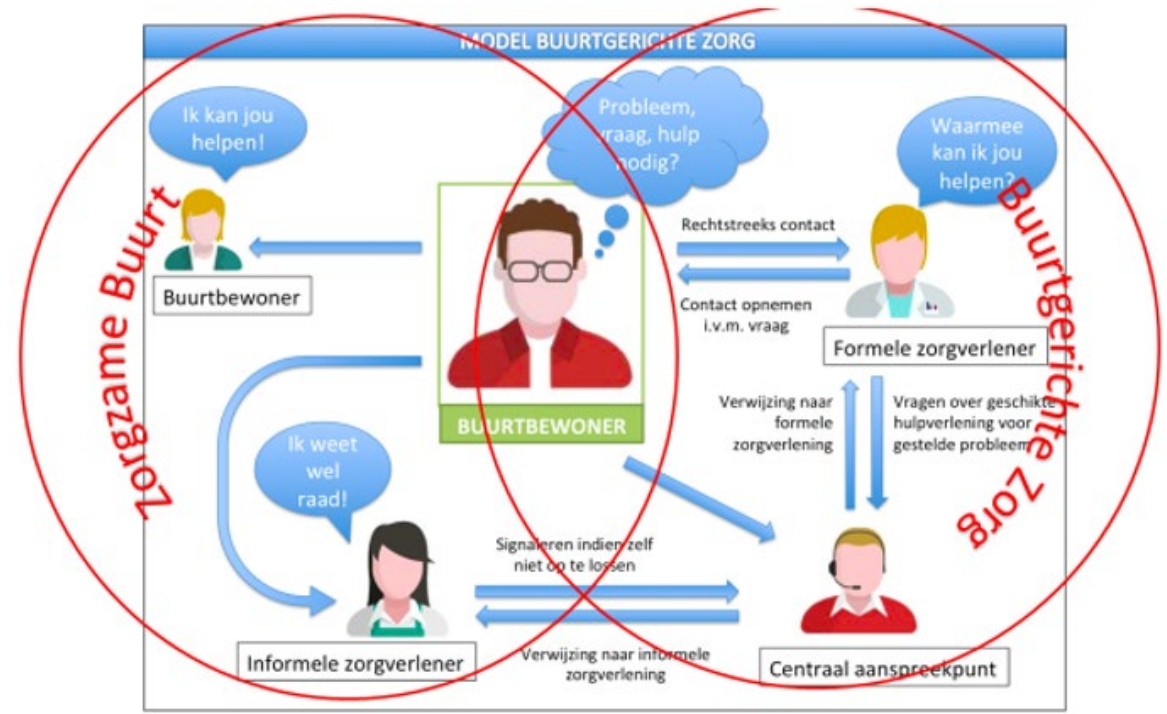 MODEL BUURTGERICHTE ZORG
Ik kan jou
helpen!
Probleem,
vraag, hulp
nodig?
Waarmee
kan ik jou
helpen?
Zorgzame Buurt
Buurtgerichte Zorg
Rechtstreeks contact
Buurtbewoner
Contact opnemen
i.v.m. vraag
Formele zorgverlener
BUURTBEWONER
Verwijzing naar
formele
zorgverlening
Vragen over geschikte
hulpverlening voor
gestelde probleem
Ik weet
wel
raad!
Signaleren indien zelf
niet op te lossen
Informele zorgverlener
Verwijzing naar informele
zorgverlening
Centraal aanspreekpunt